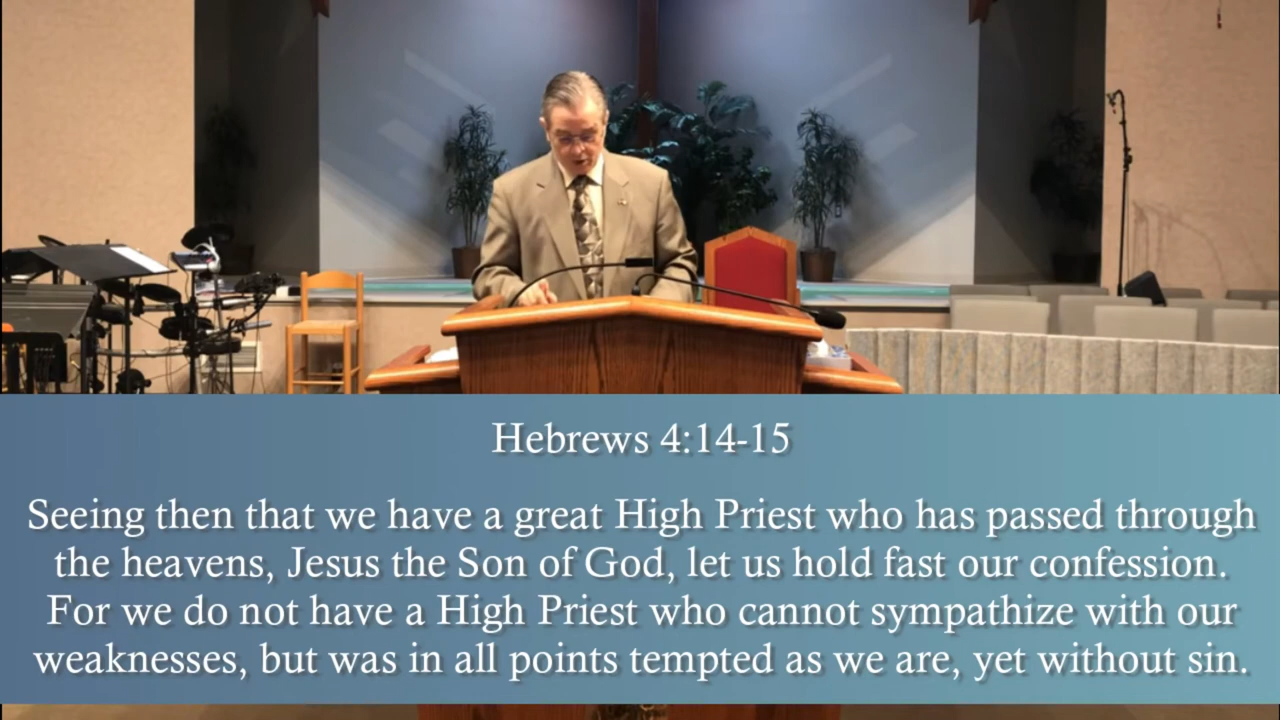 Hebrews 4:14-15
Seeing then that we have a great High Priest who has passed through
the heavens, Jesus the Son of God, let us hold fast our confession.
For we do not have a High Priest who cannot sympathize with our
weaknesses, but was in all points tempted as we are, yet without sin.